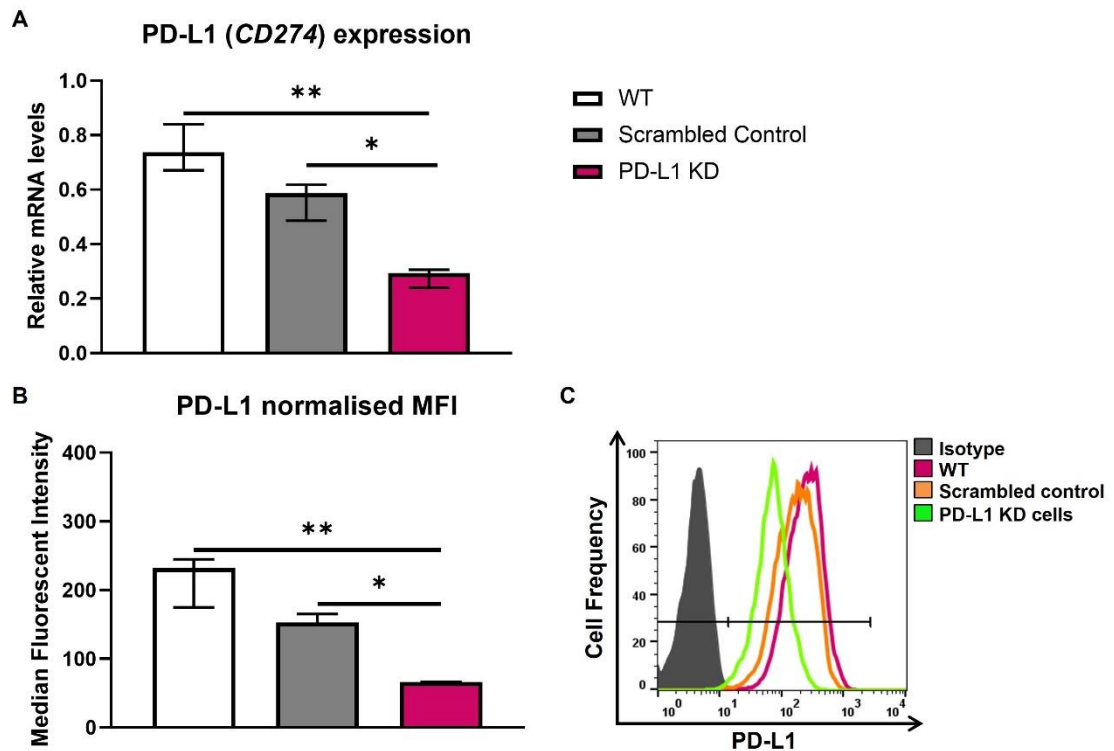 A
PD-L1 (CD274) expression
Relative mRNA levels
1.0
0.8
0.6
0.4
0.2
0.0
**
*
WT
Scrambled Control
PD-L1 KD
B
PD-L1 normalised MFI
Median Fluorescent Intensity
400
300
200
100
0
**
*
C
Cell Frequency
100
80
60
40
20
0
10⁰ 10¹ 10² 10³ 10⁴
PD-L1
Isotype
WT
Scrambled control
PD-L1 KD cells